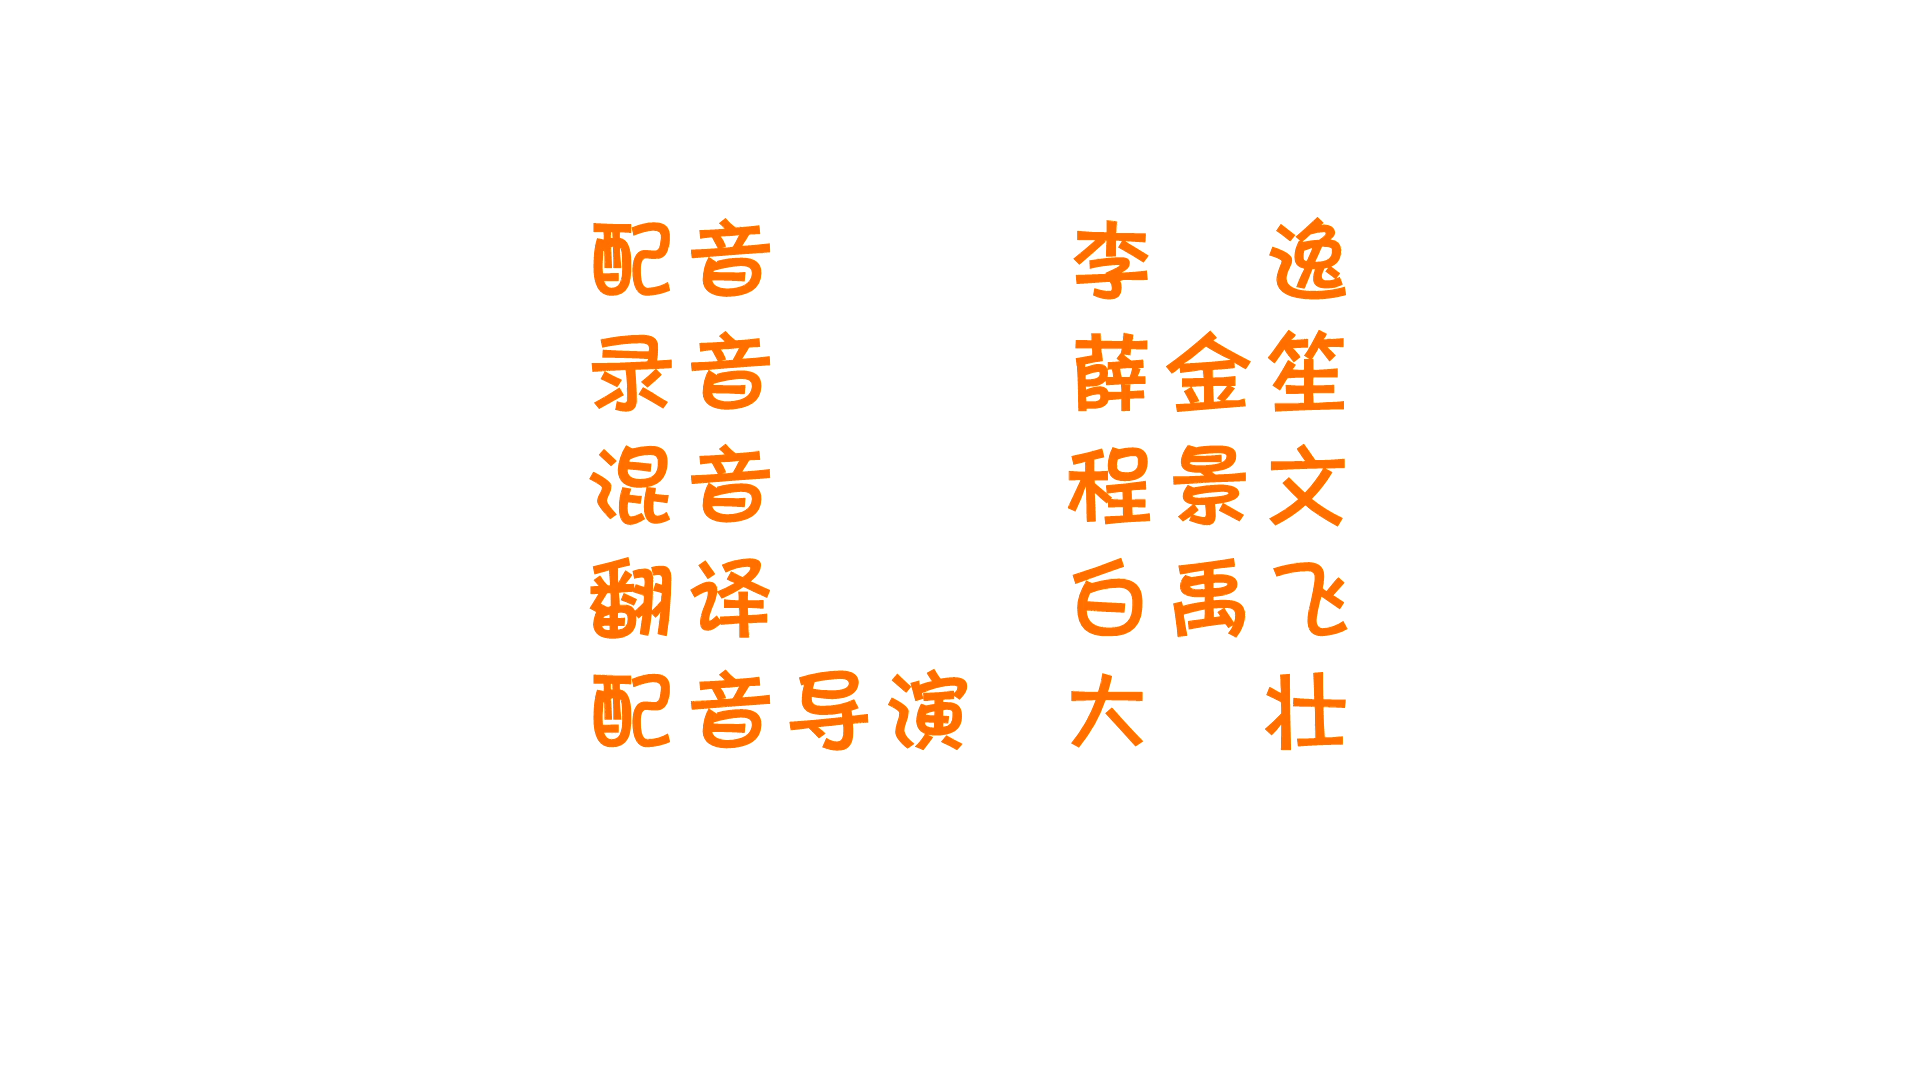 配音 李逸
录音 薛金笙
混音 程景文
翻译 白禹飞
配音导演 大壮